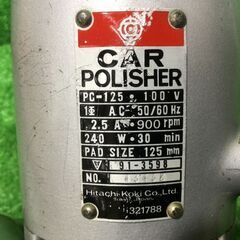 CAR
POLISHER
PC-125 · 100 V
1Φ AC 50/60 Hz
2.5 A · 900 rpm
240 W · 30 min
PAD SIZE 125 mm
91-3598
NO.
Hitachi Koki Co.,Ltd.
321788